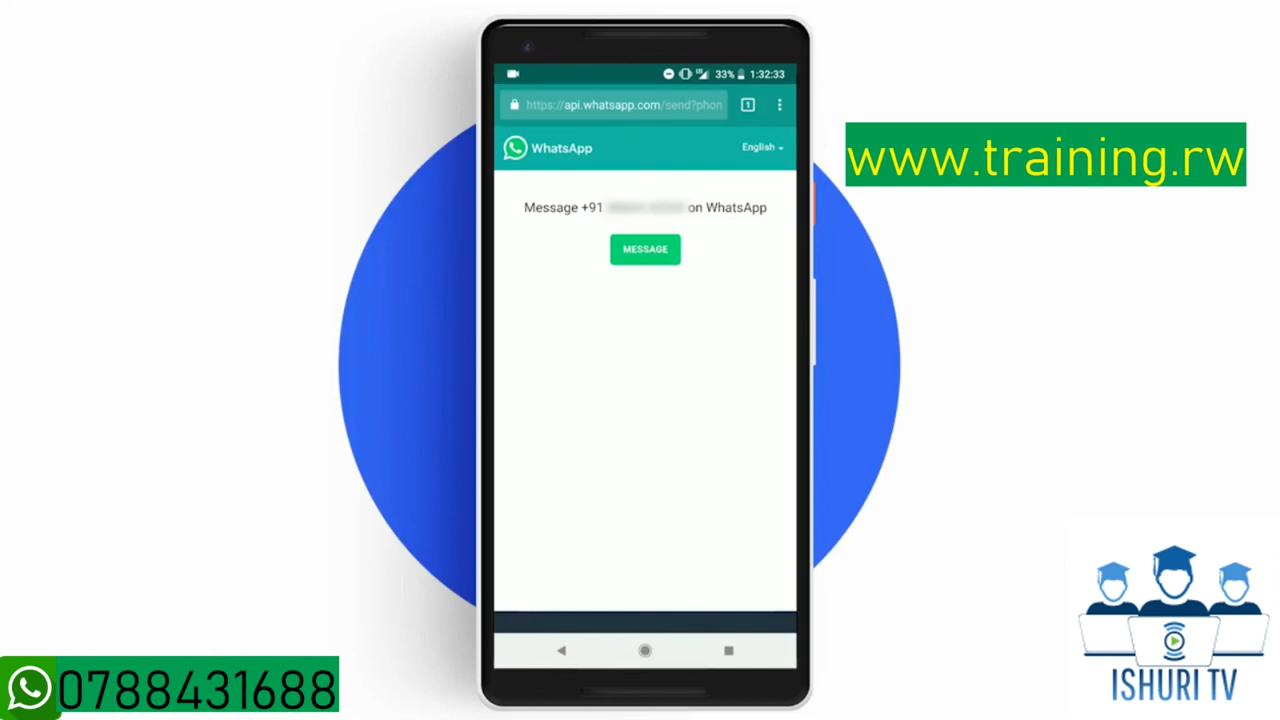 33% 1:32:33
https://api.whatsapp.com/send?phon
1
WhatsApp
English
Message +91 on WhatsApp
MESSAGE
www.training.rw
0788431688
ISHURI TV